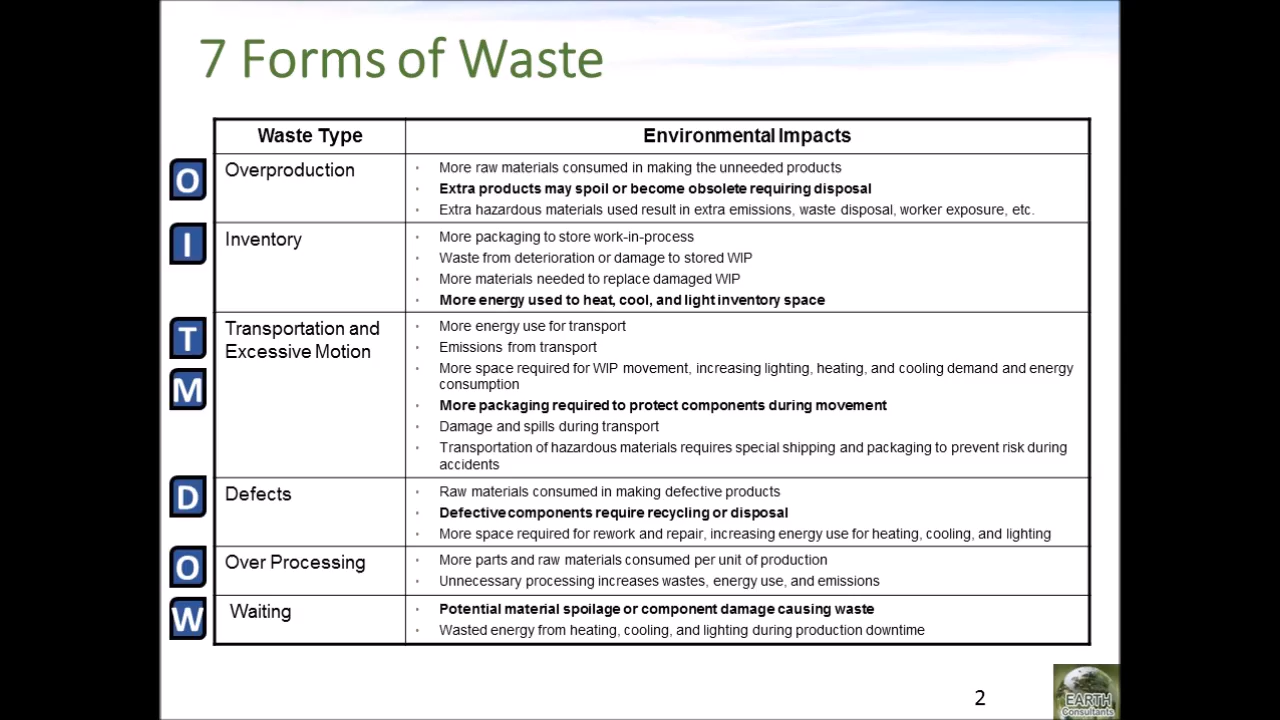 7 Forms of Waste
Waste Type
Environmental Impacts
O
Overproduction
· More raw materials consumed in making the unneeded products
· Extra products may spoil or become obsolete requiring disposal
· Extra hazardous materials used result in extra emissions, waste disposal, worker exposure, etc.
I
Inventory
· More packaging to store work-in-process
· Waste from deterioration or damage to stored WIP
· More materials needed to replace damaged WIP
· More energy used to heat, cool, and light inventory space
T
M
Transportation and
Excessive Motion
· More energy use for transport
· Emissions from transport
· More space required for WIP movement, increasing lighting, heating, and cooling demand and energy
consumption
· More packaging required to protect components during movement
· Damage and spills during transport
· Transportation of hazardous materials requires special shipping and packaging to prevent risk during
accidents
D
Defects
· Raw materials consumed in making defective products
· Defective components require recycling or disposal
· More space required for rework and repair, increasing energy use for heating, cooling, and lighting
O
Over Processing
· More parts and raw materials consumed per unit of production
· Unnecessary processing increases wastes, energy use, and emissions
W
Waiting
· Potential material spoilage or component damage causing waste
· Wasted energy from heating, cooling, and lighting during production downtime
2
EARTH
Consultants